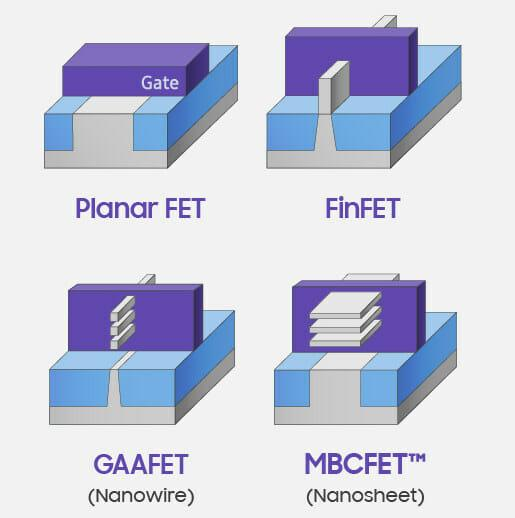 Gate
Planar FET
FinFET
GAAFET
(Nanowire)
MBCFET™
(Nanosheet)